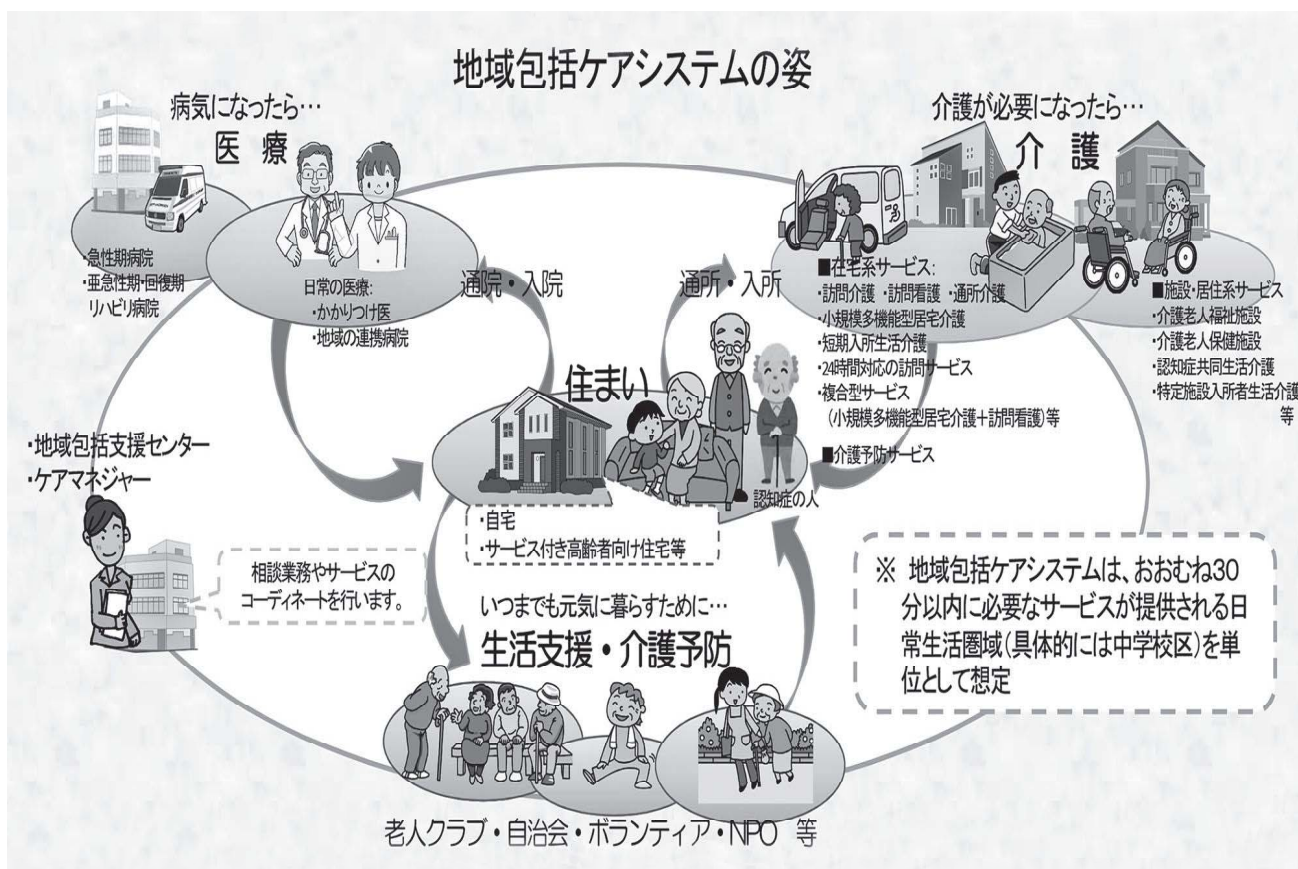 地域包括ケアシステムの姿
病気になったら…
医療
・急性期病院
・亜急性期・回復期
リハビリ病院
日常の医療:
・かかりつけ医
・地域の連携病院
通院・入院
介護が必要になったら…
介護
通所・入所
■在宅系サービス:
・訪問介護 ・訪問看護 ・通所介護
・小規模多機能型居宅介護
・短期入所生活介護
・24時間対応の訪問サービス
・複合型サービス
(小規模多機能型居宅介護+訪問看護)等
■介護予防サービス
■施設・居住系サービス
・介護老人福祉施設
・介護老人保健施設
・認知症共同生活介護
・特定施設入所者生活介護
等
住まい
認知症の人
・自宅
・サービス付き高齢者向け住宅等
・地域包括支援センター
・ケアマネジャー
相談業務やサービスの
コーディネートを行います。
いつまでも元気に暮らすために…
生活支援・介護予防
老人クラブ・自治会・ボランティア・NPO 等
※ 地域包括ケアシステムは、おおむね30
分以内に必要なサービスが提供される日
常生活圏域(具体的には中学校区)を単
位として想定